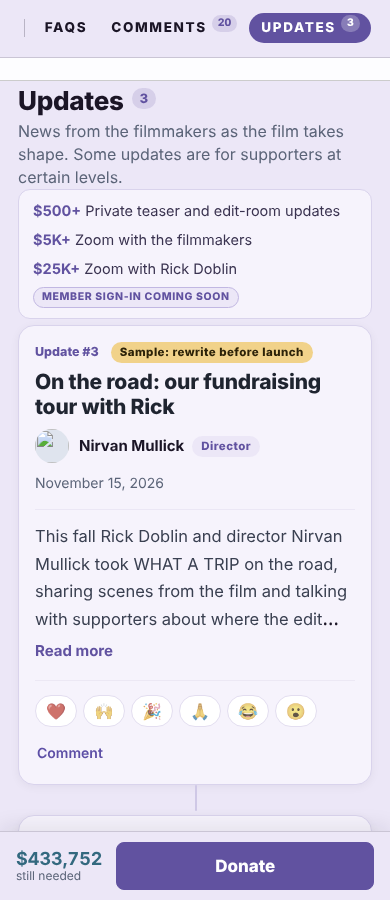 FAQS COMMENTS 20 UPDATES 3
Updates 3
News from the filmmakers as the film takes
shape. Some updates are for supporters at
certain levels.
$500+ Private teaser and edit-room updates
$5K+ Zoom with the filmmakers
$25K+ Zoom with Rick Doblin
MEMBER SIGN-IN COMING SOON
Update #3 Sample: rewrite before launch
On the road: our fundraising
tour with Rick
Nirvan Mullick Director
November 15, 2026
This fall Rick Doblin and director Nirvan
Mullick took WHAT A TRIP on the road,
sharing scenes from the film and talking
with supporters about where the edit...
Read more
Comment
$433,752
still needed
Donate